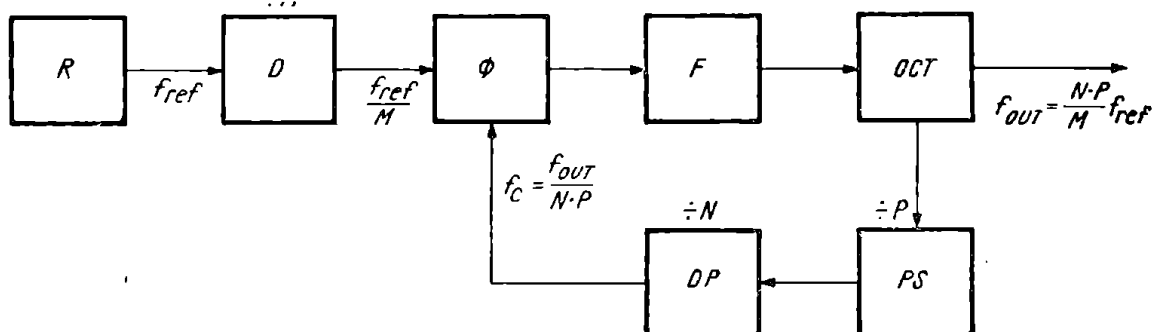 R
f_ref
D
f_ref/M
Φ
F
OCT
f_OUT = N·P/M f_ref
f_C = f_OUT/N·P
÷N
DP
÷P
PS